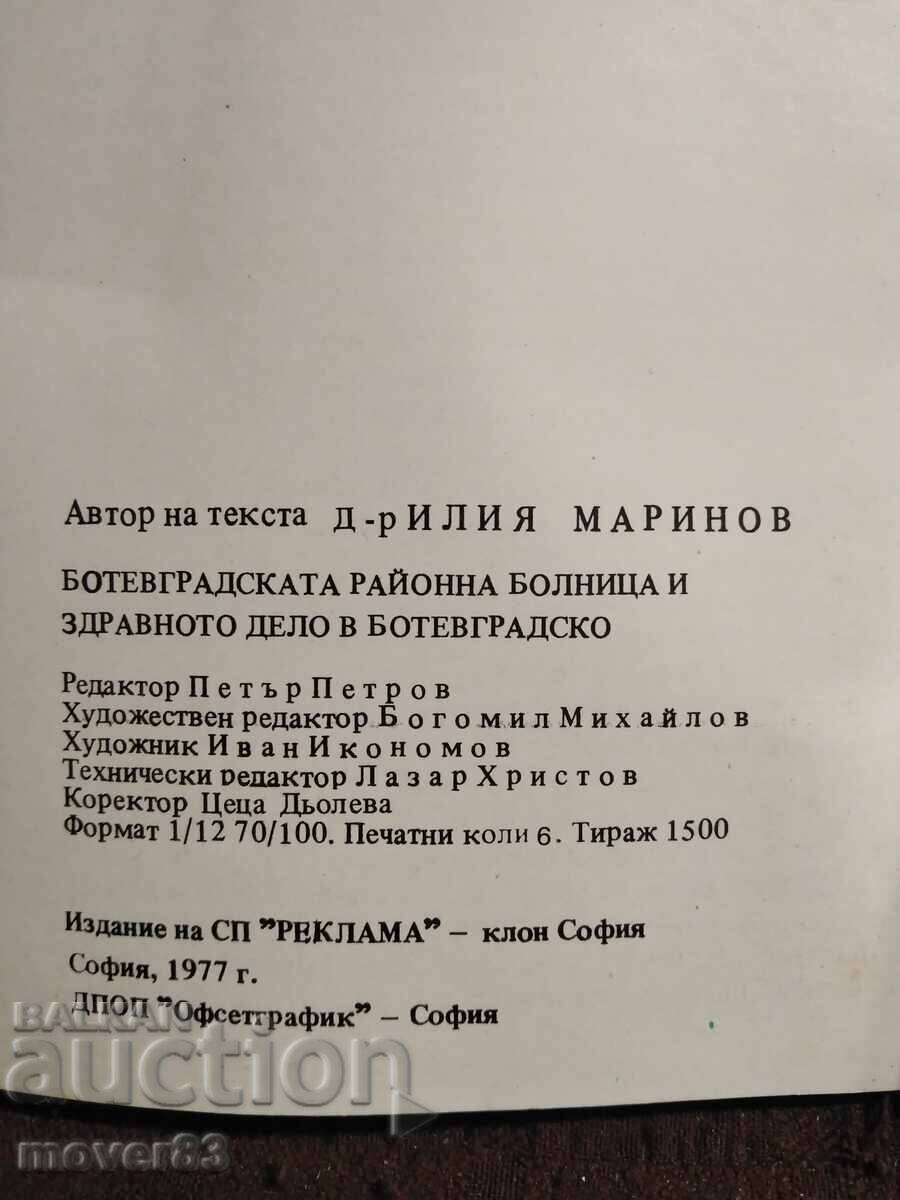 Автор на текста Д-р ИЛИЯ МАРИНОВ
БОТЕВГРАДСКАТА РАЙОННА БОЛНИЦА И
ЗДРАВНОТО ДЕЛО В БОТЕВГРАДСКО
Редактор Петър Петров
Художествен редактор Богомил Михайлов
Художник Иван Икономов
Технически редактор Лазар Христов
Коректор Цеца Дьолева
Формат 1/12 70/100. Печатни коли 6. Тираж 1500
Издание на СП "РЕКЛАМА" – клон София
София, 1977 г.
ДПОП "Офсетграфик" – София
BALKAN
auction
mover83